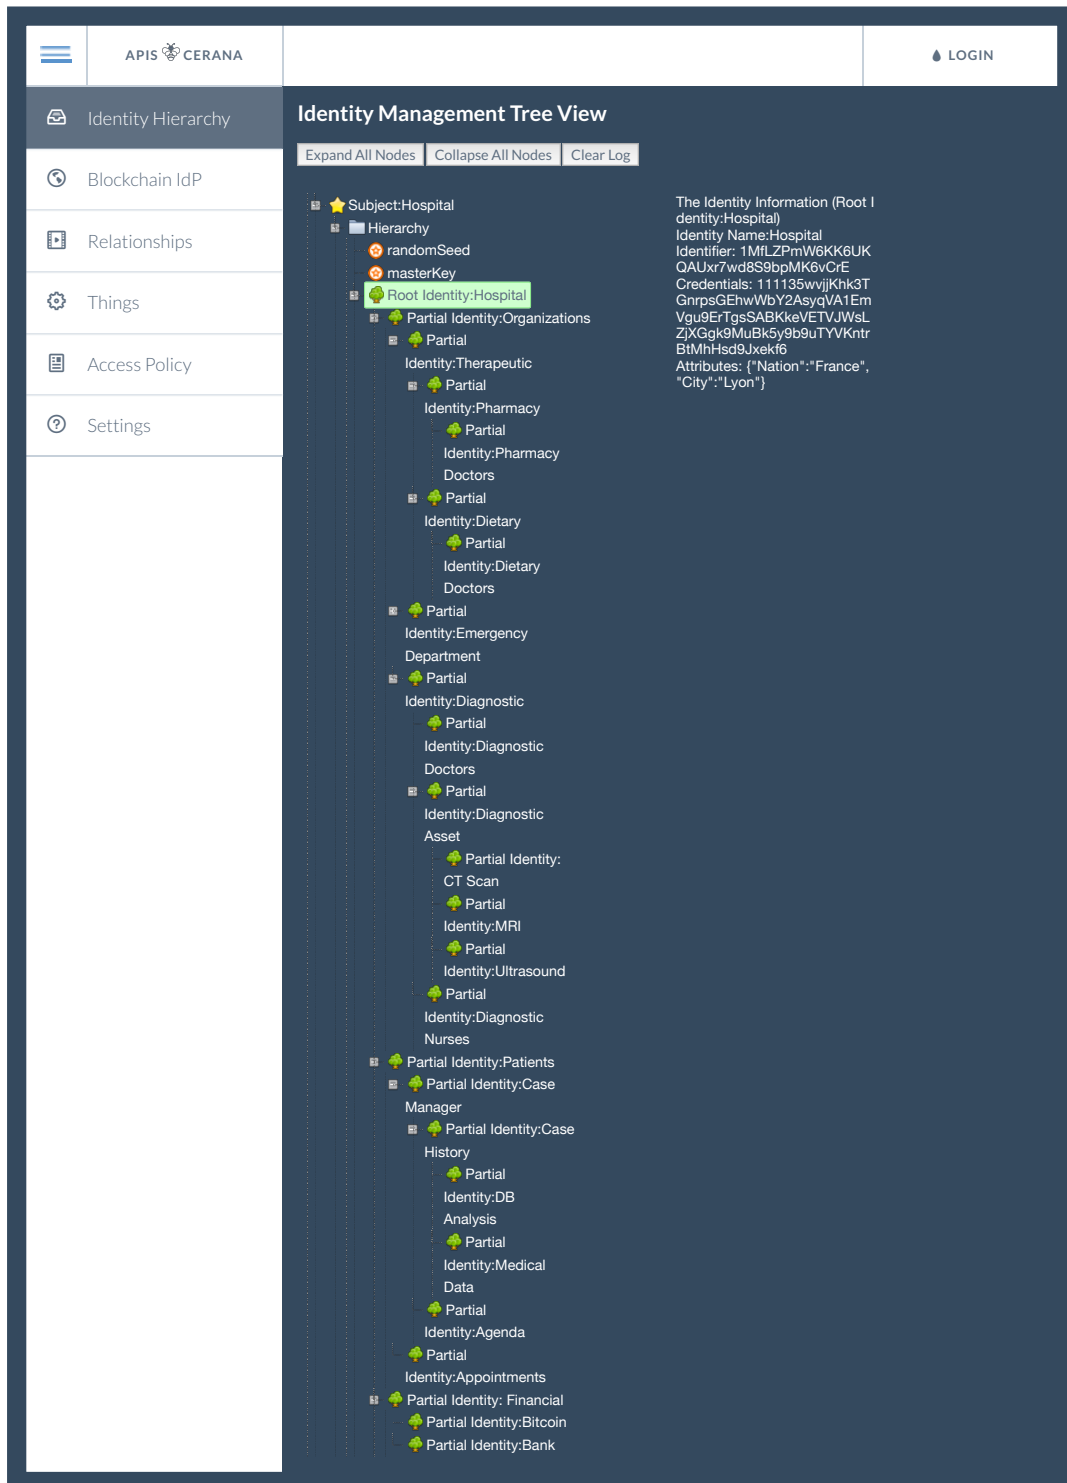 APIS CERANA
LOGIN
Identity Hierarchy
Blockchain IdP
Relationships
Things
Access Policy
Settings
Identity Management Tree View
Expand All Nodes
Collapse All Nodes
Clear Log
Subject:Hospital
Hierarchy
randomSeed
masterKey
Root Identity:Hospital
Partial Identity:Organizations
Partial
Identity:Therapeutic
Partial
Identity:Pharmacy
Partial
Identity:Pharmacy
Doctors
Partial
Identity:Dietary
Partial
Identity:Dietary
Doctors
Partial
Identity:Emergency
Department
Partial
Identity:Diagnostic
Partial
Identity:Diagnostic
Doctors
Partial
Identity:Diagnostic
Asset
Partial Identity:
CT Scan
Partial
Identity:MRI
Partial
Identity:Ultrasound
Partial
Identity:Diagnostic
Nurses
Partial Identity:Patients
Partial Identity:Case
Manager
Partial Identity:Case
History
Partial
Identity:DB
Analysis
Partial
Identity:Medical
Data
Partial
Identity:Agenda
Partial
Identity:Appointments
Partial Identity: Financial
Partial Identity:Bitcoin
Partial Identity:Bank
The Identity Information (Root I
dentity:Hospital)
Identity Name:Hospital
Identifier: 1MfLZPmW6KK6UK
QAUxr7wd8S9bpMK6vCrE
Credentials: 111135wvjjKhk3T
GnrpsGEhwWbY2AsyqVA1Em
Vgu9ErTgsSABKkeVETVJWsL
ZjXGgk9MuBk5y9b9uTYVKntr
BtMhHsd9Jxekf6
Attributes: {"Nation":"France",
"City":"Lyon"}